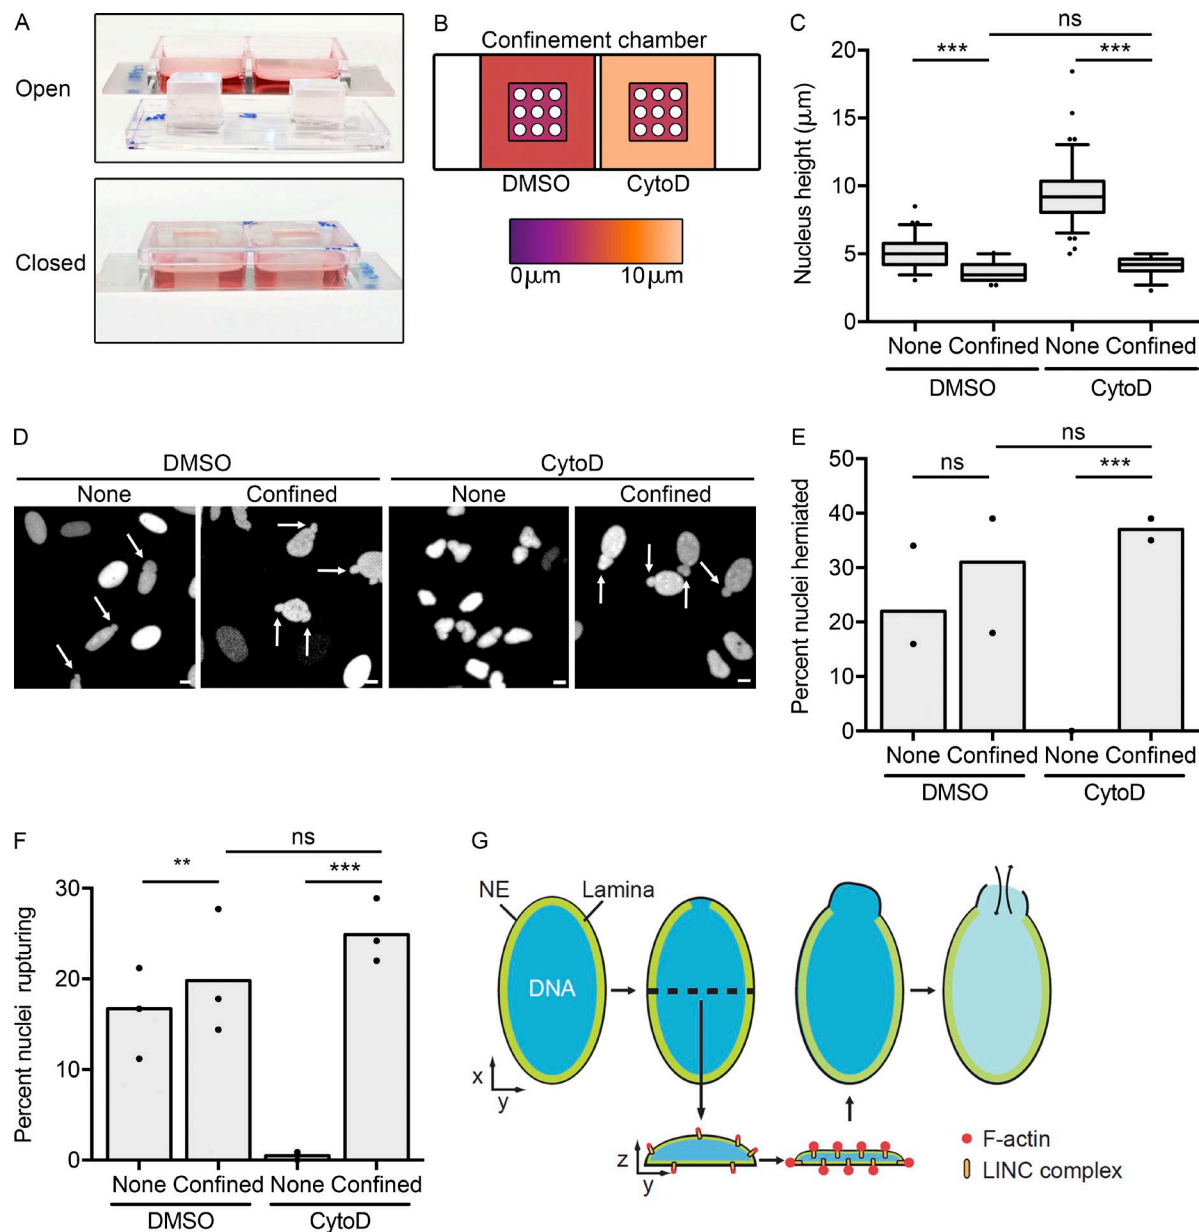 A
Open
Closed
B
Confinement chamber
DMSO CytoD
0μm 10μm
C
ns
*** ***
Nucleus height (μm)
20
15
10
5
0
None Confined None Confined
DMSO CytoD
D
DMSO CytoD
None Confined None Confined
E
ns
ns ***
Percent nuclei herniated
50
40
30
20
10
0
None Confined None Confined
DMSO CytoD
F
ns
** ***
Percent nuclei rupturing
30
20
10
0
None Confined None Confined
DMSO CytoD
G
NE Lamina
DNA
x
y
z
y
F-actin
LINC complex